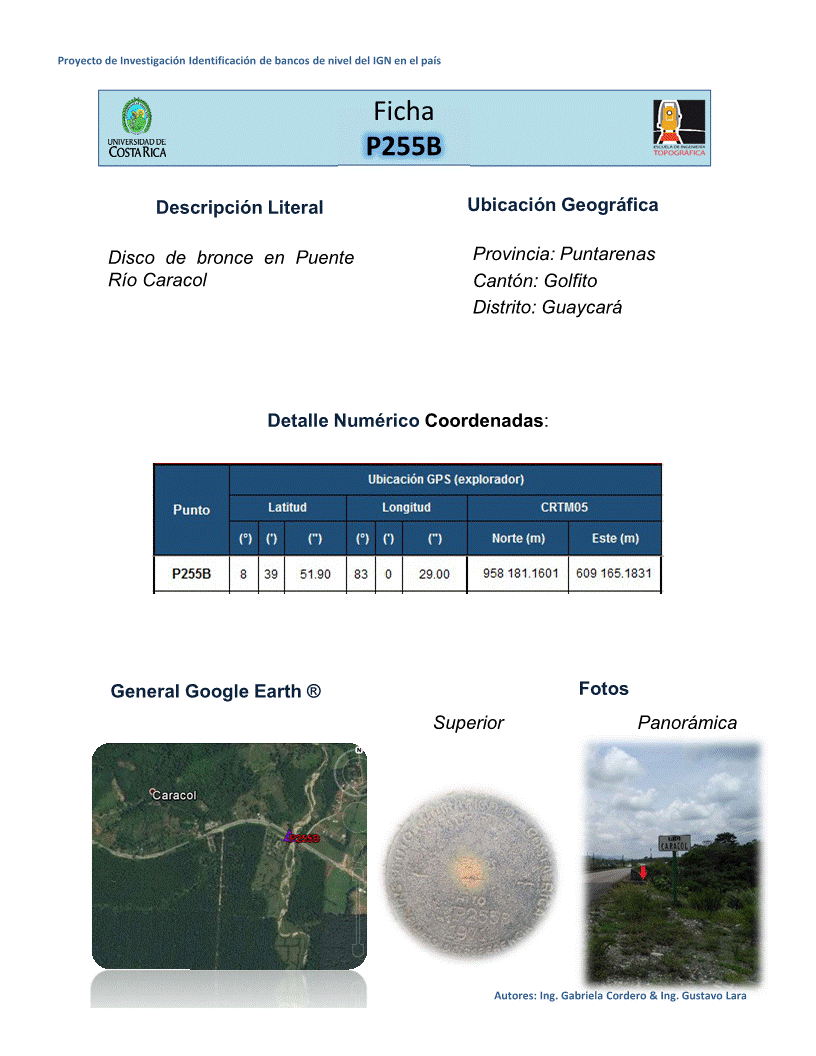 Proyecto de Investigación Identificación de bancos de nivel del IGN en el país
UNIVERSIDAD DE
COSTA RICA
Ficha
P255B
ESCUELA DE INGENIERÍA
TOPOGRÁFICA
Descripción Literal
Disco de bronce en Puente
Río Caracol
Ubicación Geográfica
Provincia: Puntarenas
Cantón: Golfito
Distrito: Guaycará
Detalle Numérico Coordenadas:
Punto
Ubicación GPS (explorador)
Latitud Longitud CRTM05
(°) (') (") (°) (') (") Norte (m) Este (m)
P255B 8 39 51.90 83 0 29.00 958 181.1601 609 165.1831
General Google Earth ®
Fotos
Superior Panorámica
Caracol
P255B
N
P255B
CARACOL
Autores: Ing. Gabriela Cordero & Ing. Gustavo Lara